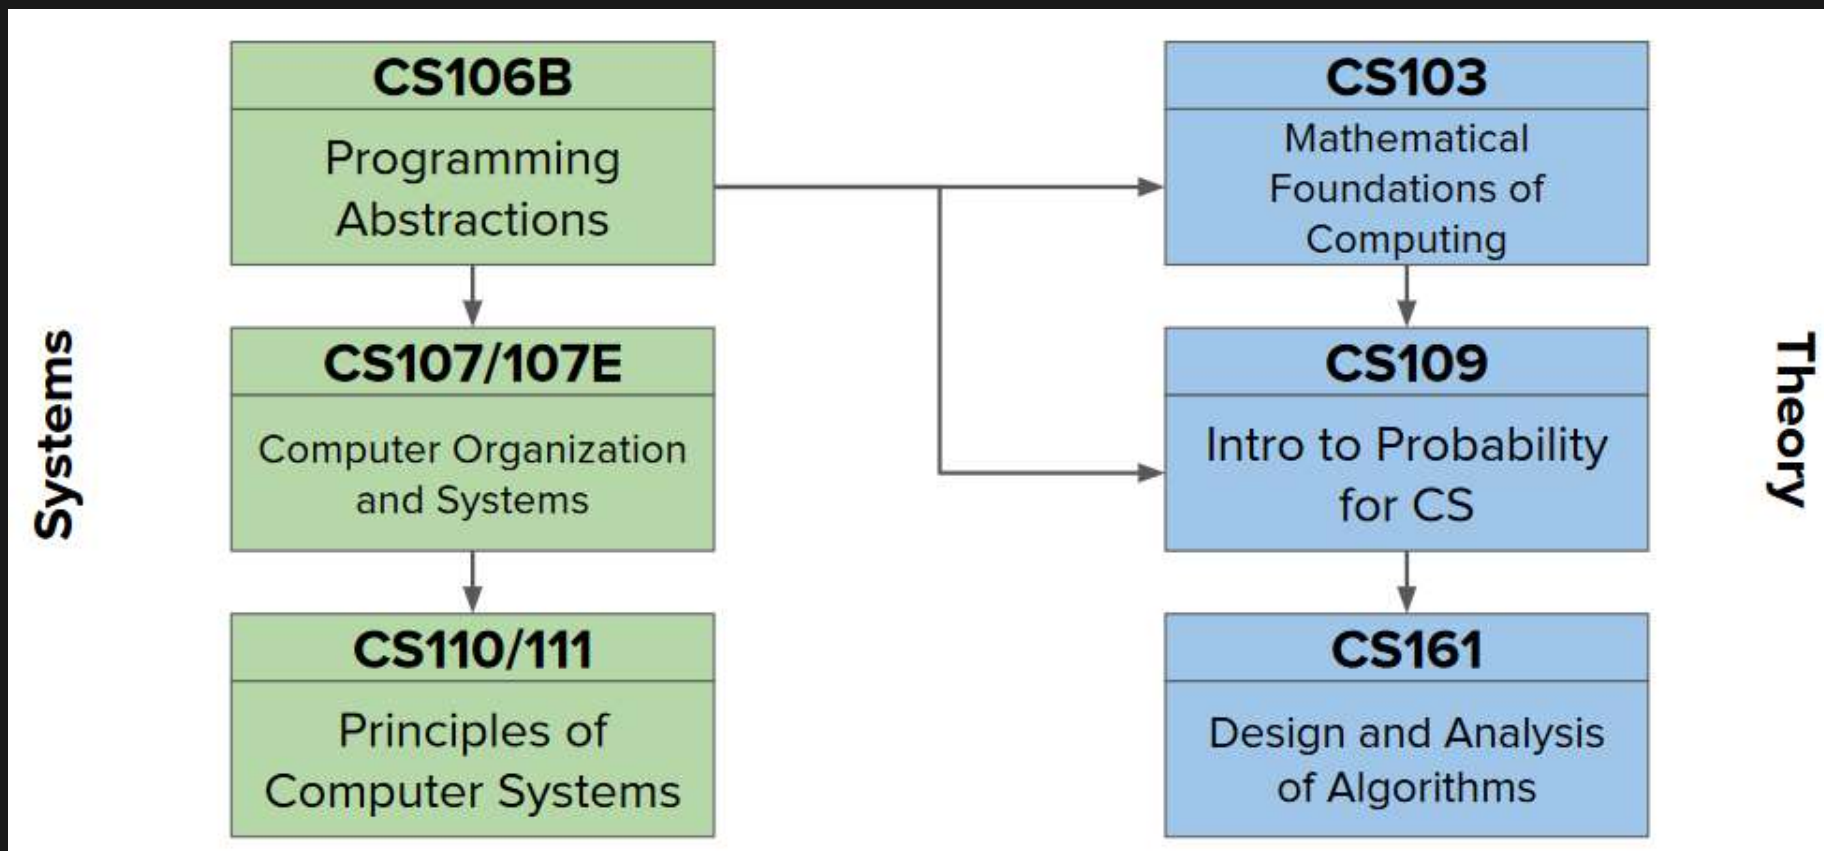 Systems
CS106B
Programming
Abstractions
CS107/107E
Computer Organization
and Systems
CS110/111
Principles of
Computer Systems
CS103
Mathematical
Foundations of
Computing
CS109
Intro to Probability
for CS
CS161
Design and Analysis
of Algorithms
Theory